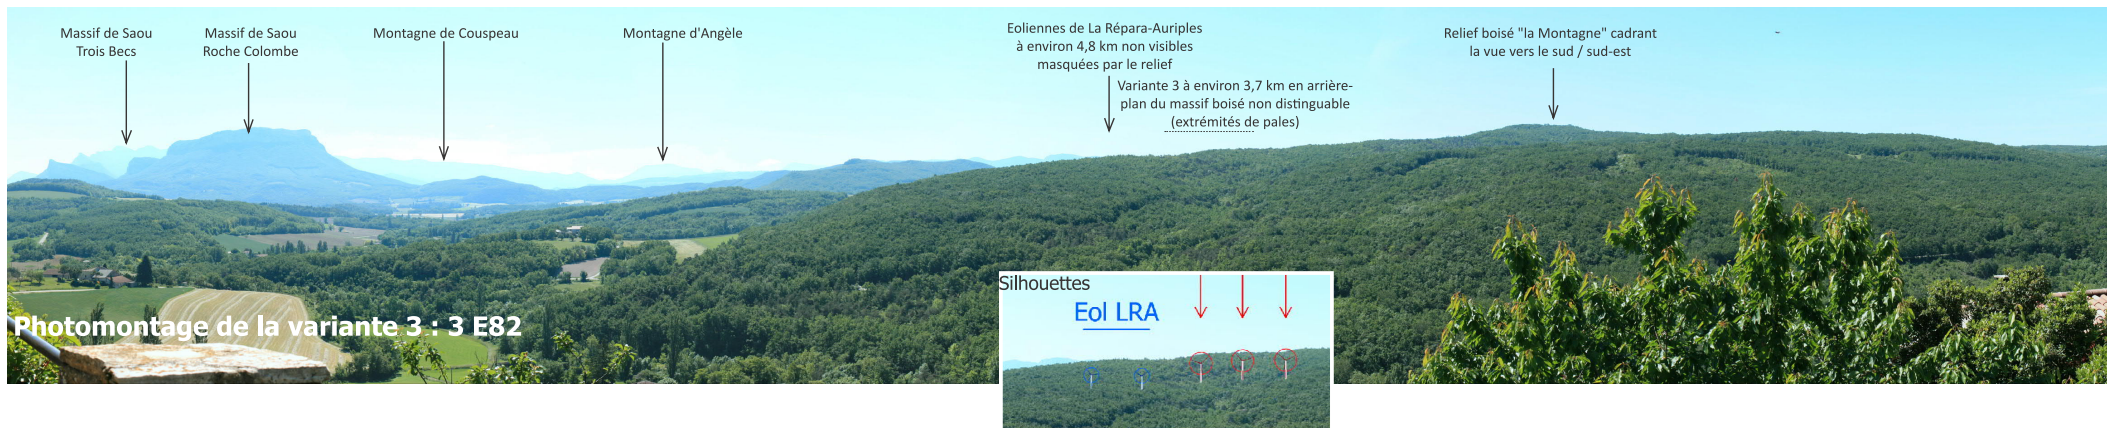 Massif de Saou
Trois Becs
Massif de Saou
Roche Colombe
Montagne de Couspeau
Montagne d'Angèle
Eoliennes de La Répara-Auriples
à environ 4,8 km non visibles
masquées par le relief
Variante 3 à environ 3,7 km en arrière-
plan du massif boisé non distinguable
(extrémités de pales)
Relief boisé "la Montagne" cadrant
la vue vers le sud / sud-est
Silhouettes
Eol LRA
Photomontage de la variante 3 : 3 E82